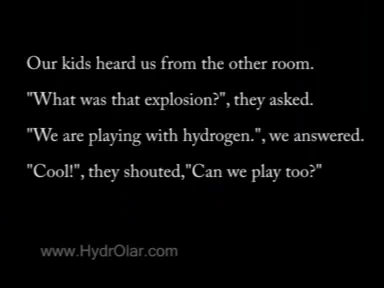 Our kids heard us from the other room.
"What was that explosion?", they asked.
"We are playing with hydrogen.", we answered.
"Cool!", they shouted,"Can we play too?"
www.HydrOlar.com